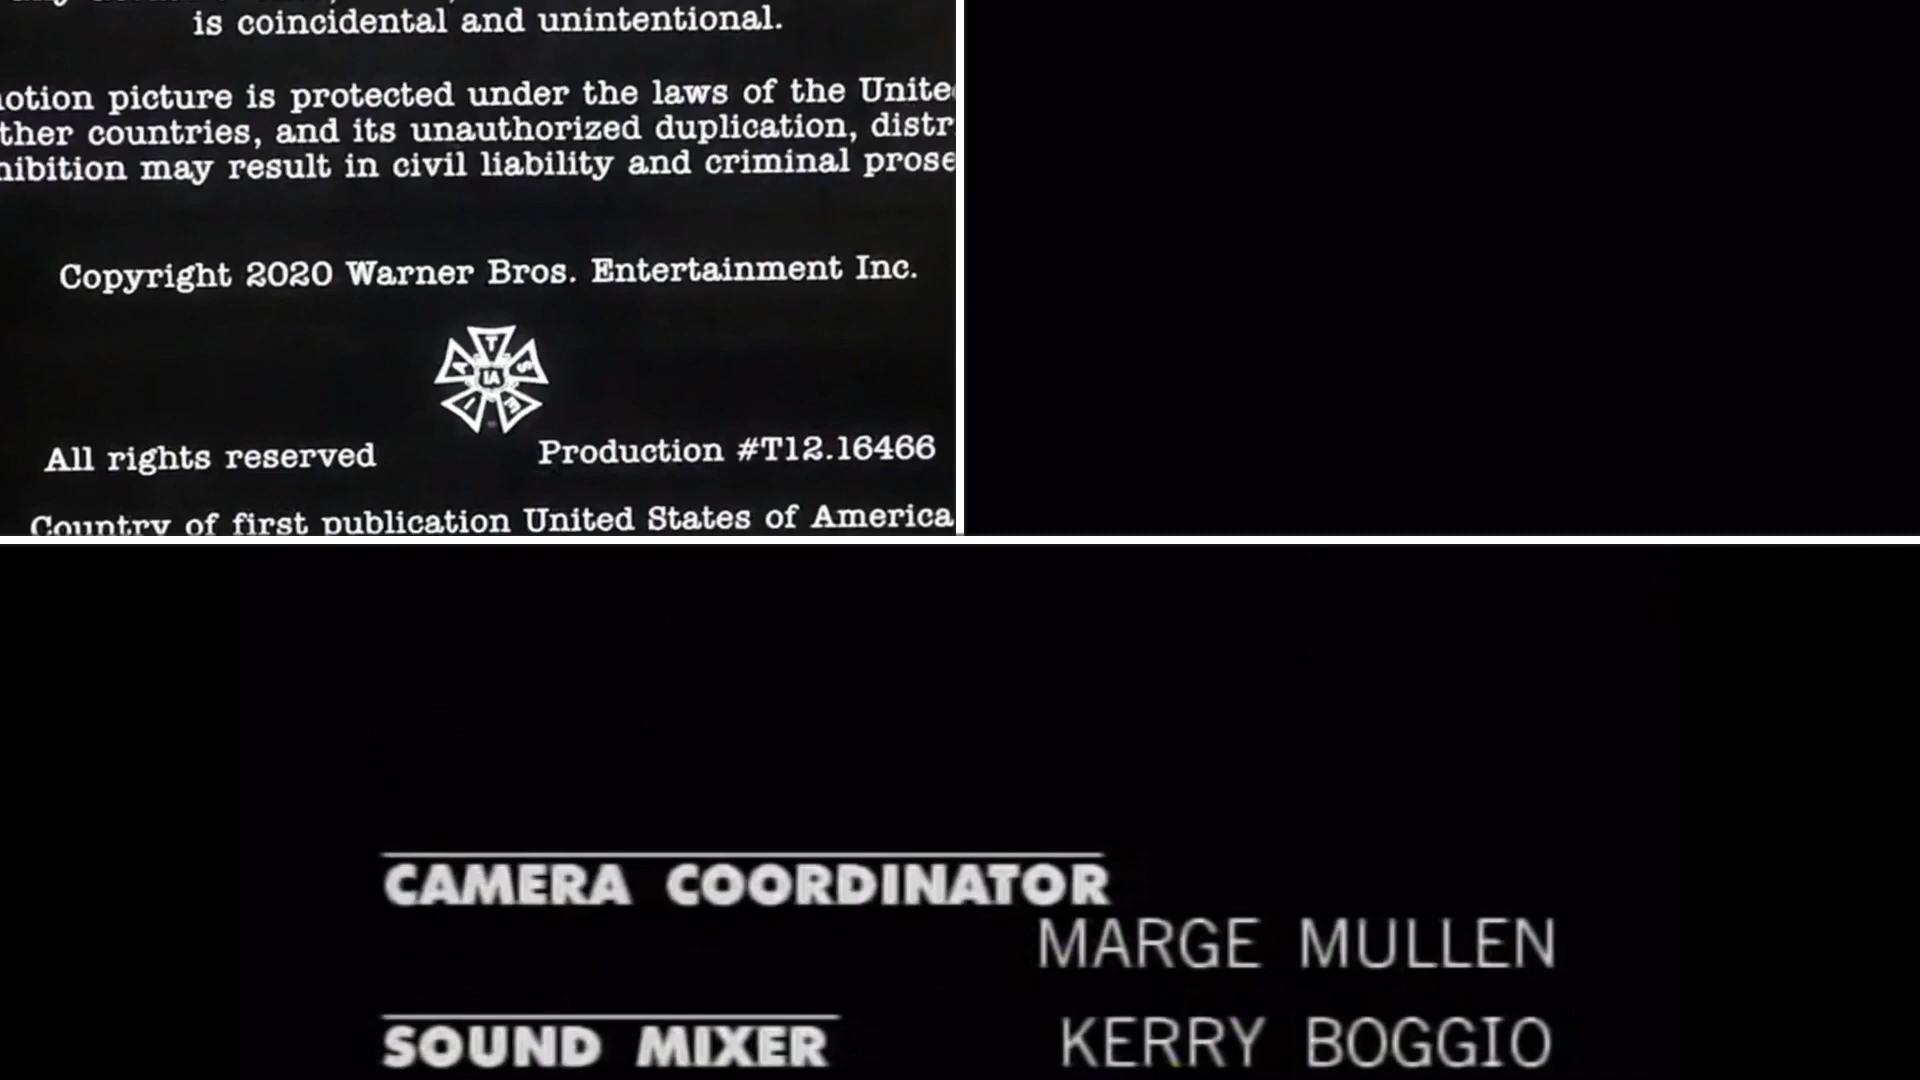 is coincidental and unintentional.
otion picture is protected under the laws of the Unite
ther countries, and its unauthorized duplication, distr
hibition may result in civil liability and criminal prose
Copyright 2020 Warner Bros. Entertainment Inc.
T
A S
IA
I E
All rights reserved
Production #T12.16466
Country of first publication United States of America
CAMERA COORDINATOR
MARGE MULLEN
SOUND MIXER
KERRY BOGGIO